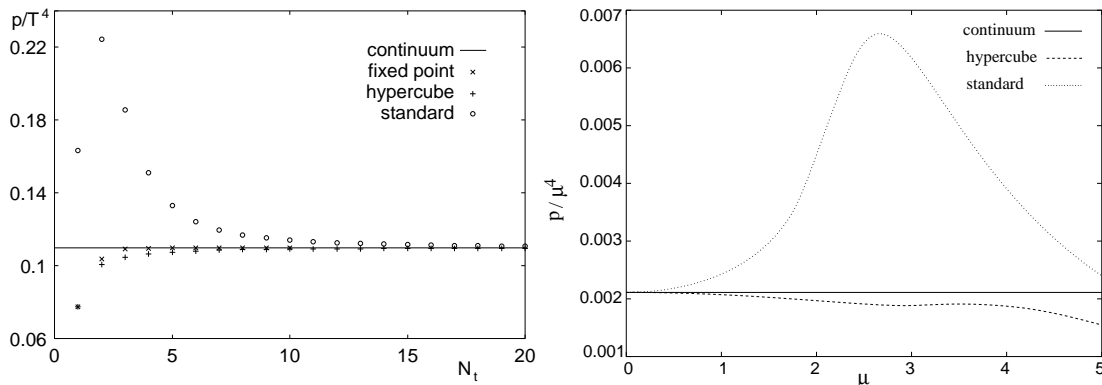 p/T⁴
0.22
0.18
0.14
0.1
0.06
0
5
10
15
20
N_t
continuum
fixed point
hypercube
standard
0.007
0.006
0.005
0.004
0.003
0.002
0.001
p / μ⁴
0
1
2
3
4
5
μ
continuum
hypercube
standard